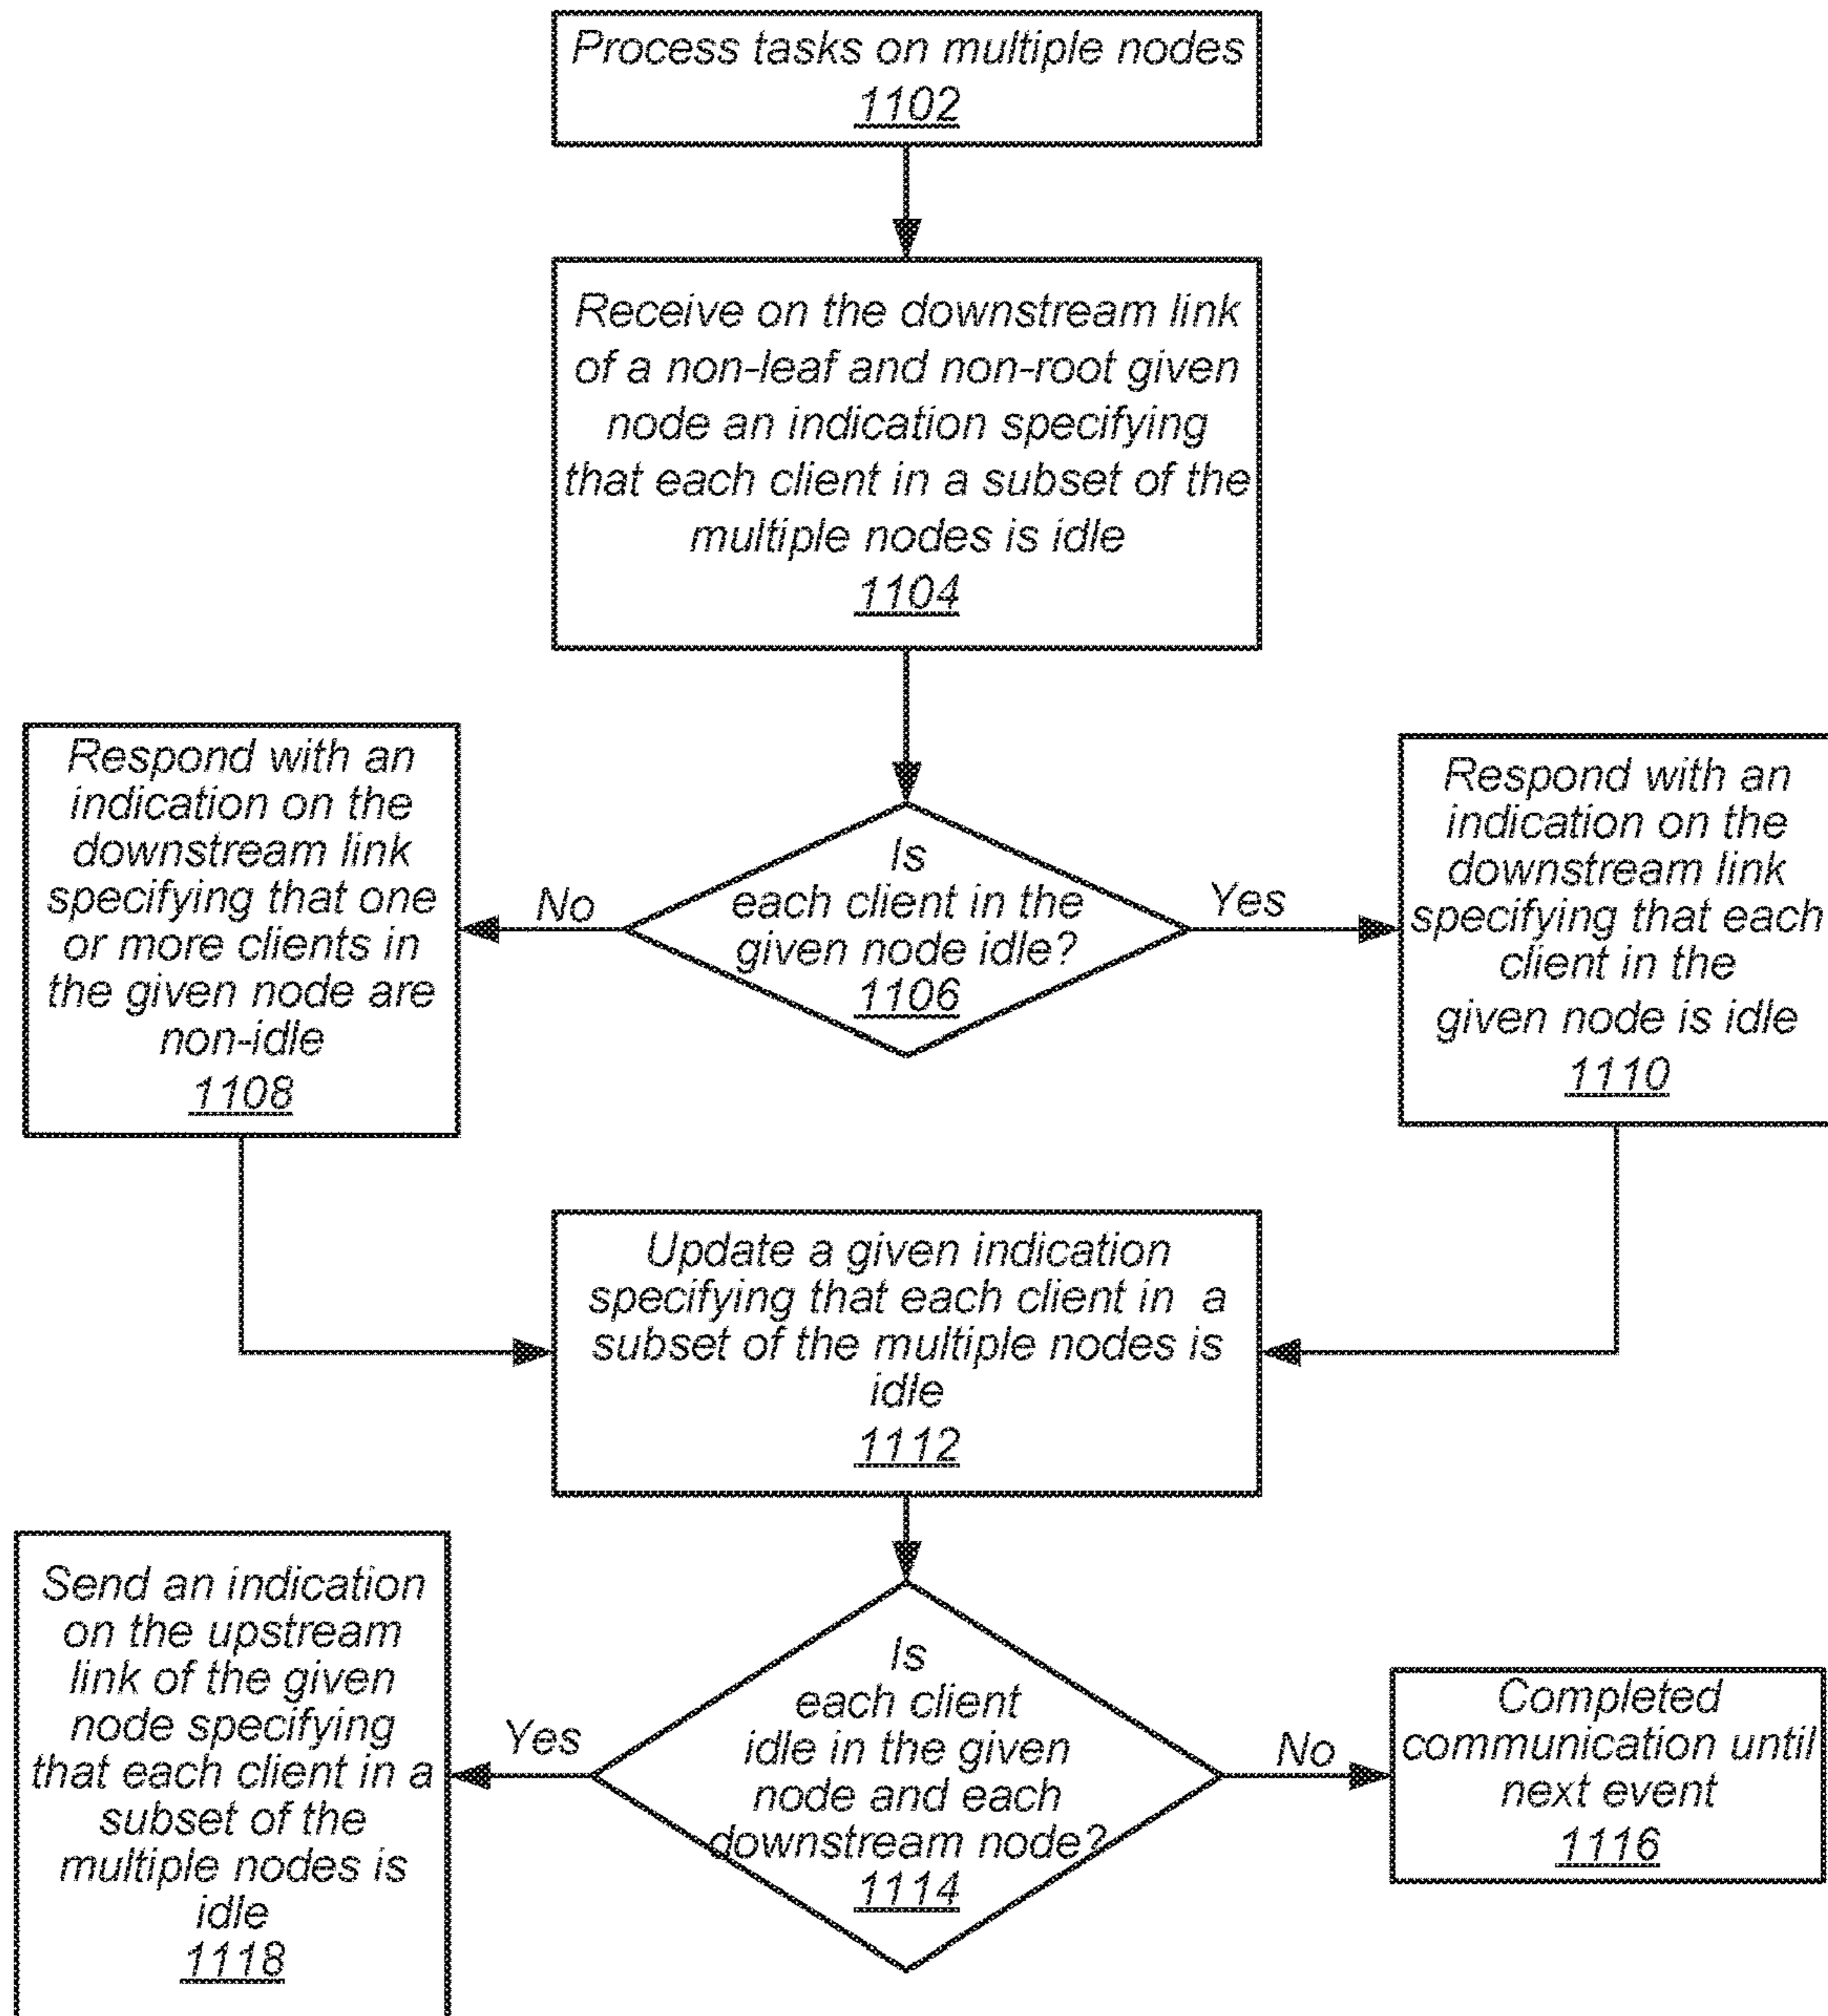 Process tasks on multiple nodes
1102
Receive on the downstream link
of a non-leaf and non-root given
node an indication specifying
that each client in a subset of the
multiple nodes is idle
1104
Respond with an
indication on the
downstream link
specifying that one
or more clients in
the given node are
non-idle
1108
No
Is
each client in the
given node idle?
1106
Yes
Respond with an
indication on the
downstream link
specifying that each
client in the
given node is idle
1110
Update a given indication
specifying that each client in a
subset of the multiple nodes is
idle
1112
Send an indication
on the upstream
link of the given
node specifying
that each client in a
subset of the
multiple nodes is
idle
1118
Yes
Is
each client
idle in the given
node and each
downstream node?
1114
No
Completed
communication until
next event
1116